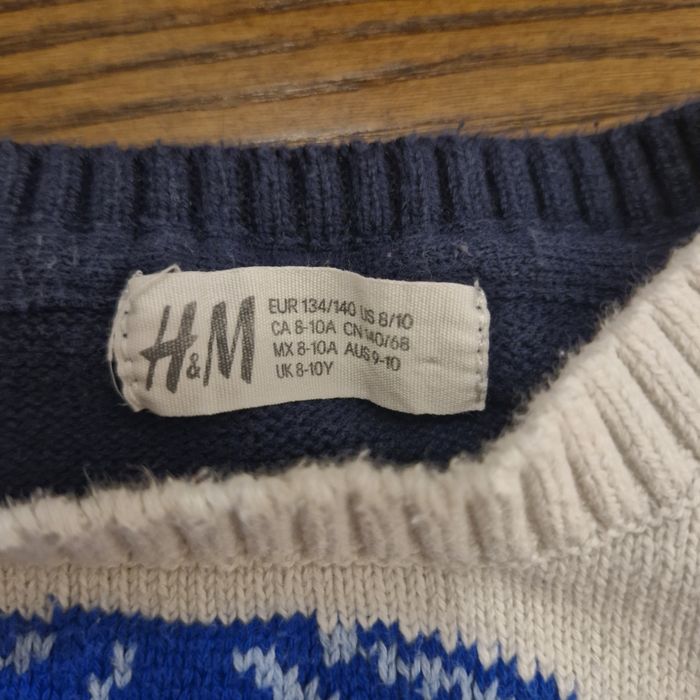 H&M
EUR 134/140 US 8/10
CA 8-10A CN 140/68
MX 8-10A AUS 9-10
UK 8-10Y